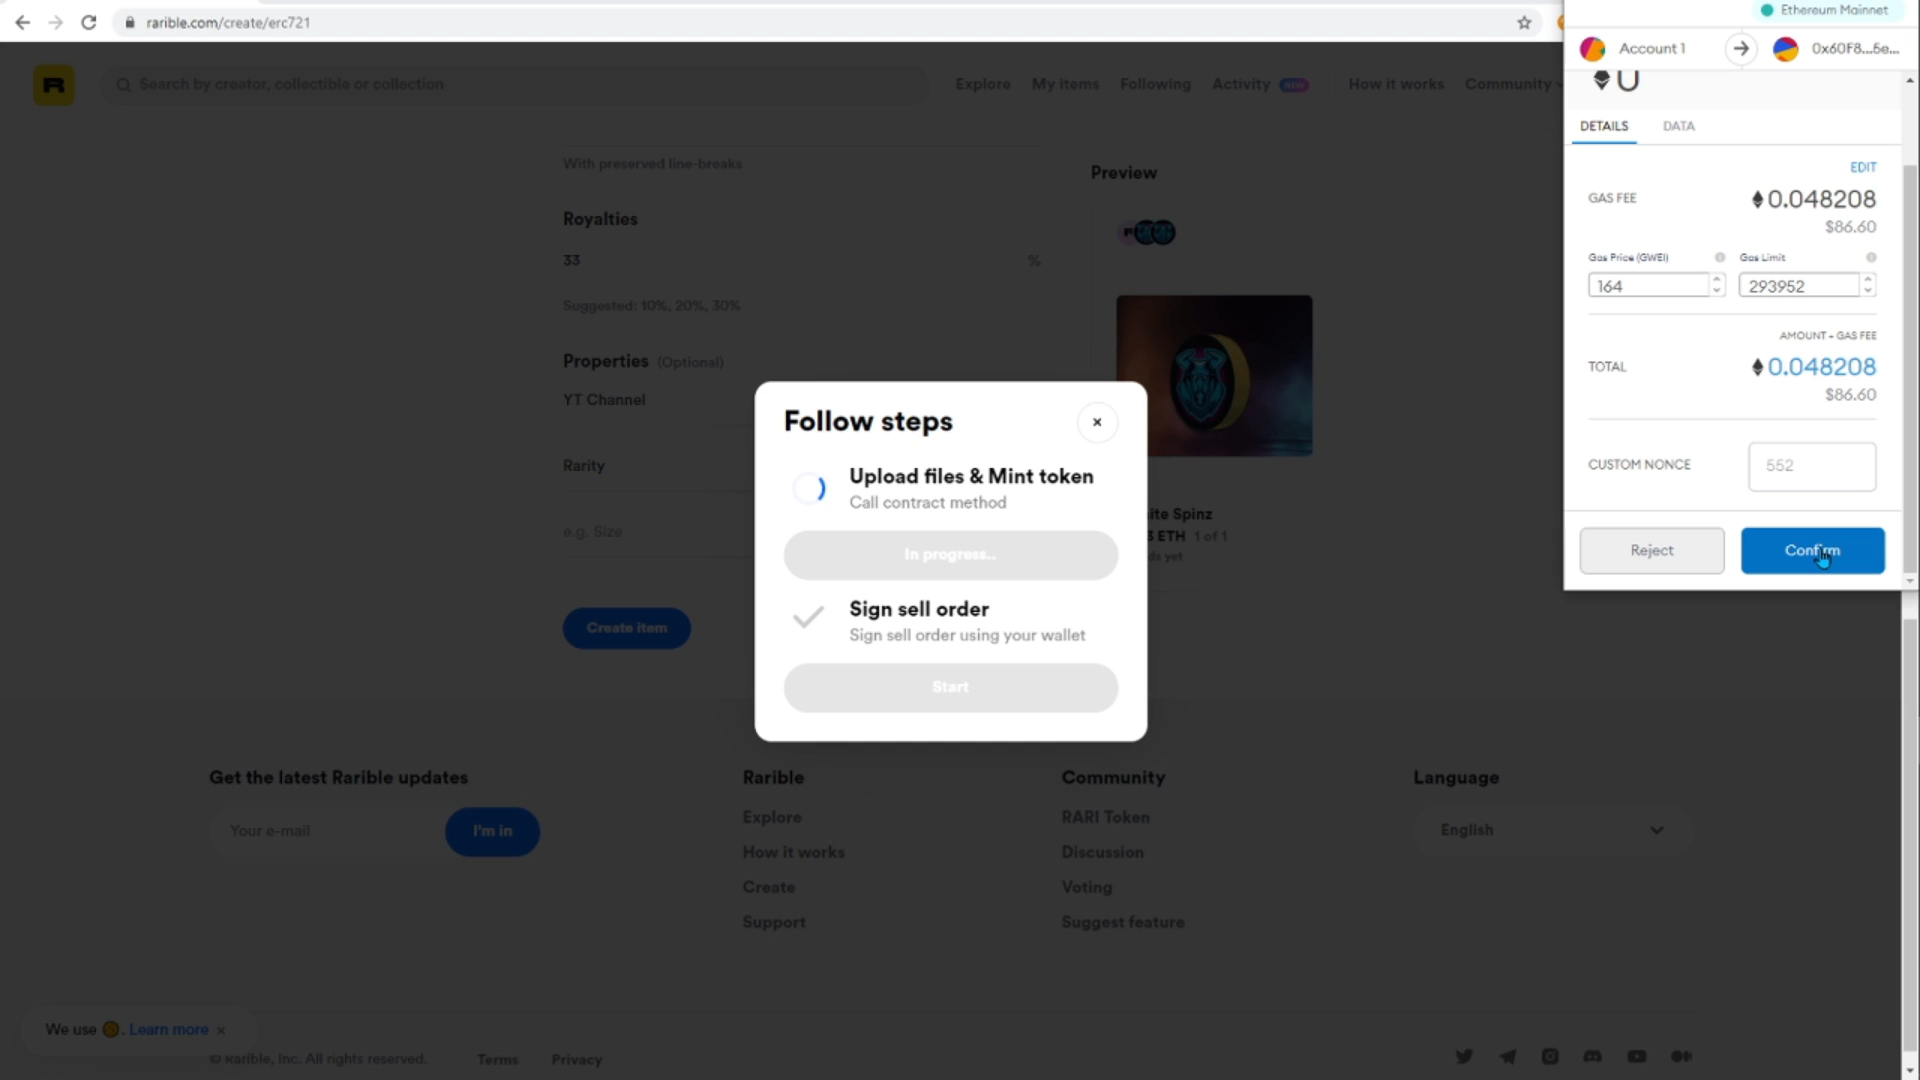 rarible.com/create/erc721
Search by creator, collectible or collection
Explore
My items
Following
Activity
NEW
How it works
Community
With preserved line-breaks
Royalties
33
%
Suggested: 10%, 20%, 30%
Properties (Optional)
YT Channel
Rarity
e.g. Size
Create item
Preview
Spinz
ETH 1 of 1
yet
Follow steps
×
Upload files & Mint token
Call contract method
In progress..
Sign sell order
Sign sell order using your wallet
Start
Ethereum Mainnet
Account 1
0x60F8...5e...
DETAILS
DATA
EDIT
GAS FEE
0.048208
$86.60
Gas Price (GWEI)
Gas Limit
164
293952
AMOUNT + GAS FEE
TOTAL
0.048208
$86.60
CUSTOM NONCE
552
Reject
Confirm
Get the latest Rarible updates
Your e-mail
I'm in
Rarible
Explore
How it works
Create
Support
Community
RARI Token
Discussion
Voting
Suggest feature
Language
English
We use . Learn more ×
© Rarible, Inc. All rights reserved.
Terms
Privacy